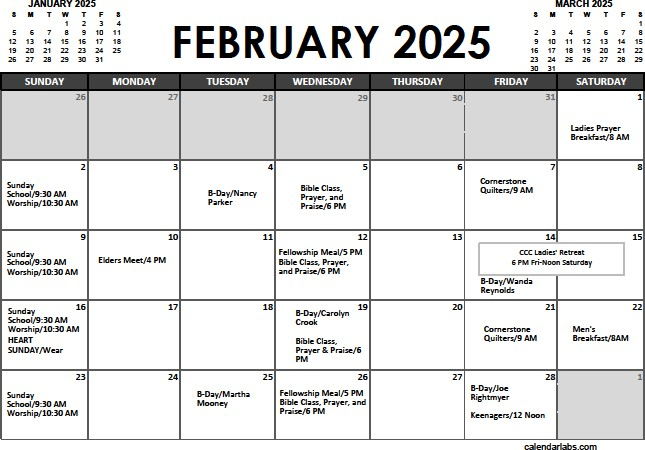 JANUARY 2025
S M T W T F S
1 2 3 4
5 6 7 8 9 10 11
12 13 14 15 16 17 18
19 20 21 22 23 24 25
26 27 28 29 30 31
FEBRUARY 2025
MARCH 2025
S M T W T F S
1
2 3 4 5 6 7 8
9 10 11 12 13 14 15
16 17 18 19 20 21 22
23 24 25 26 27 28 29
30 31
SUNDAY MONDAY TUESDAY WEDNESDAY THURSDAY FRIDAY SATURDAY
26 27 28 29 30 31 1
Ladies Prayer
Breakfast/8 AM
2 3 4 5 6 7 8
Sunday
School/9:30 AM
Worship/10:30 AM
B-Day/Nancy
Parker
Bible Class,
Prayer, and
Praise/6 PM
Cornerstone
Quilters/9 AM
9 10 11 12 13 14 15
Sunday
School/9:30 AM
Worship/10:30 AM
Elders Meet/4 PM
Fellowship Meal/5 PM
Bible Class, Prayer,
and Praise/6 PM
CCC Ladies' Retreat
6 PM Fri-Noon Saturday
B-Day/Wanda
Reynolds
16 17 18 19 20 21 22
Sunday
School/9:30 AM
Worship/10:30 AM
HEART
SUNDAY/Wear
B-Day/Carolyn
Crook
Bible Class,
Prayer & Praise/6
PM
Cornerstone
Quilters/9 AM
Men's
Breakfast/8AM
23 24 25 26 27 28 1
Sunday
School/9:30 AM
Worship/10:30 AM
B-Day/Martha
Mooney
Fellowship Meal/5 PM
Bible Class, Prayer, and
Praise/6 PM
B-Day/Joe
Rightmyer
Keenagers/12 Noon
calendarlabs.com